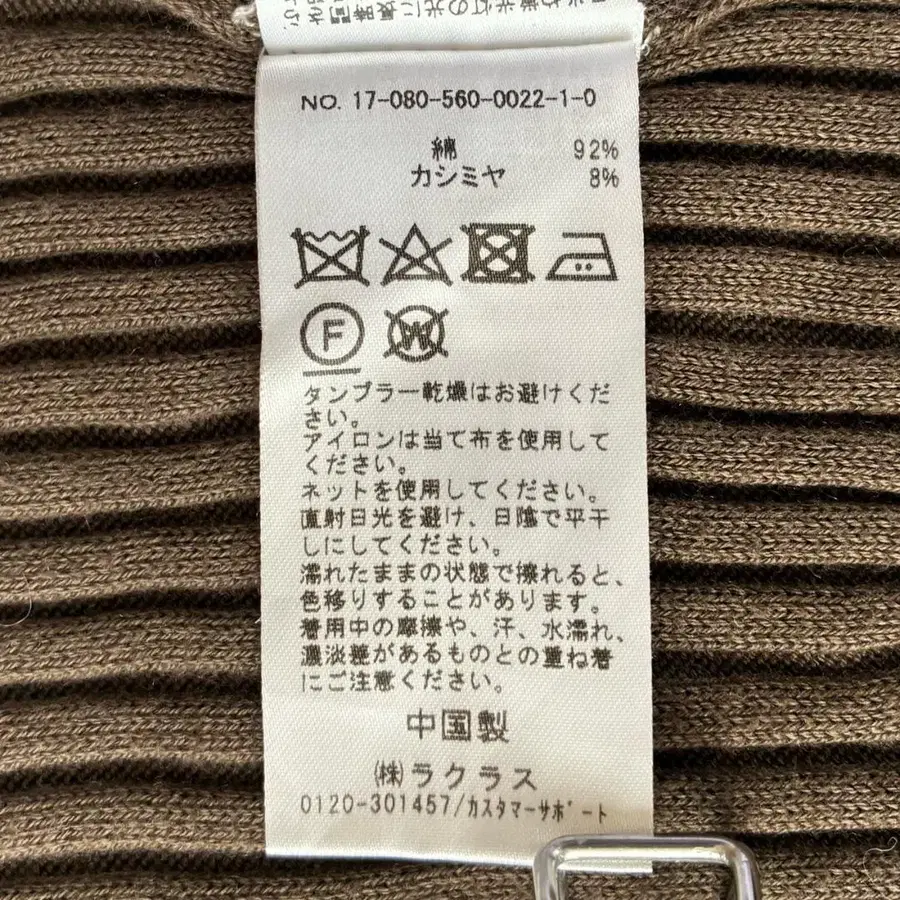 NO. 17-080-560-0022-1-0
綿 92%
カシミヤ 8%
F
W
タンブラー乾燥はお避けくだ
さい。
アイロンは当て布を使用して
ください。
ネットを使用してください。
直射日光を避け、日陰で平干
しにしてください。
濡れたままの状態で擦れると、
色移りすることがあります。
着用中の摩擦や、汗、水濡れ、
濃淡差があるものとの重ね着
にご注意ください。
中国製
(株)ラクラス
0120-301457/カスタマーサポート